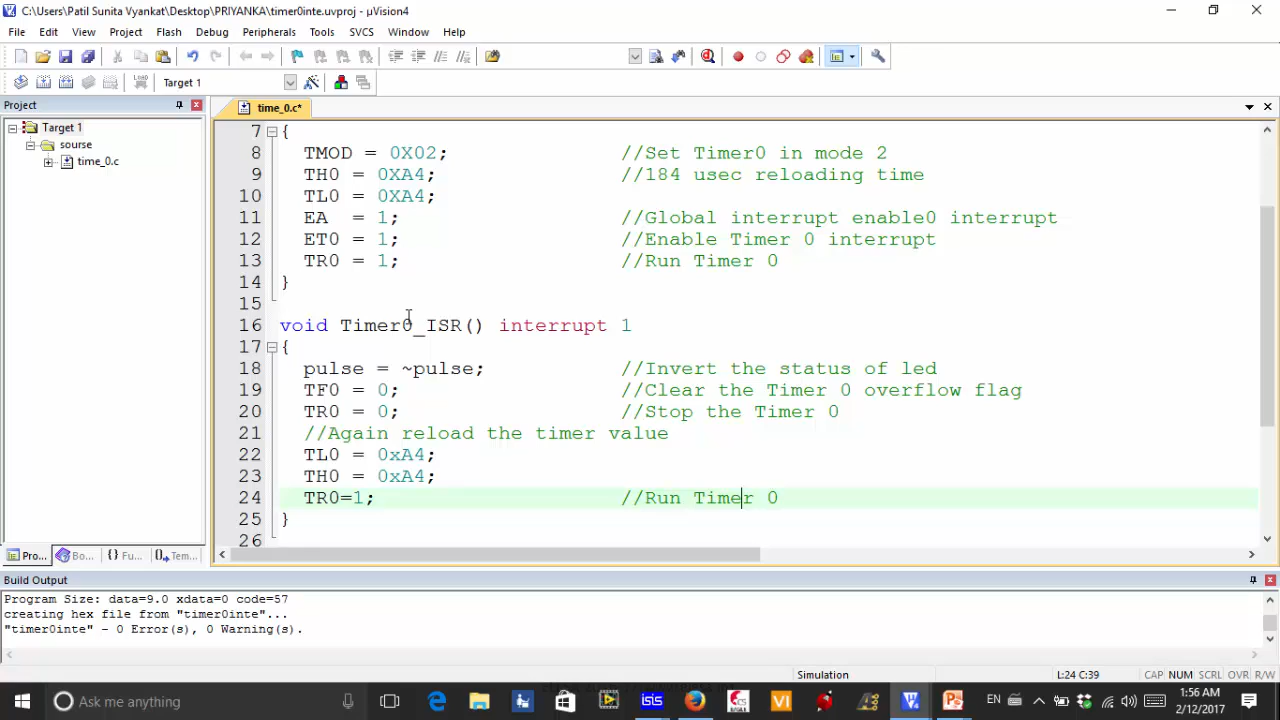 C:\Users\Patil Sunita Vyankat\Desktop\PRIYANKA\timer0inte.uvproj - µVision4
File Edit View Project Flash Debug Peripherals Tools SVCS Window Help
Target 1
Project
Target 1
sourse
time_0.c
time_0.c*
7 {
8 TMOD = 0X02; //Set Timer0 in mode 2
9 TH0 = 0XA4; //184 usec reloading time
10 TL0 = 0XA4;
11 EA = 1; //Global interrupt enable0 interrupt
12 ET0 = 1; //Enable Timer 0 interrupt
13 TR0 = 1; //Run Timer 0
14 }
15
16 void Timer0_ISR() interrupt 1
17 {
18 pulse = ~pulse; //Invert the status of led
19 TF0 = 0; //Clear the Timer 0 overflow flag
20 TR0 = 0; //Stop the Timer 0
21 //Again reload the timer value
22 TL0 = 0xA4;
23 TH0 = 0xA4;
24 TR0=1; //Run Timer 0
25 }
26
Pro... Bo... {} Fu... Tem...
Build Output
Program Size: data=9.0 xdata=0 code=57
creating hex file from "timer0inte"...
"timer0inte" - 0 Error(s), 0 Warning(s).
Simulation L:24 C:39 CAP NUM SCRL OVR R/W
Ask me anything
isis
VI
EN
1:56 AM
2/12/2017